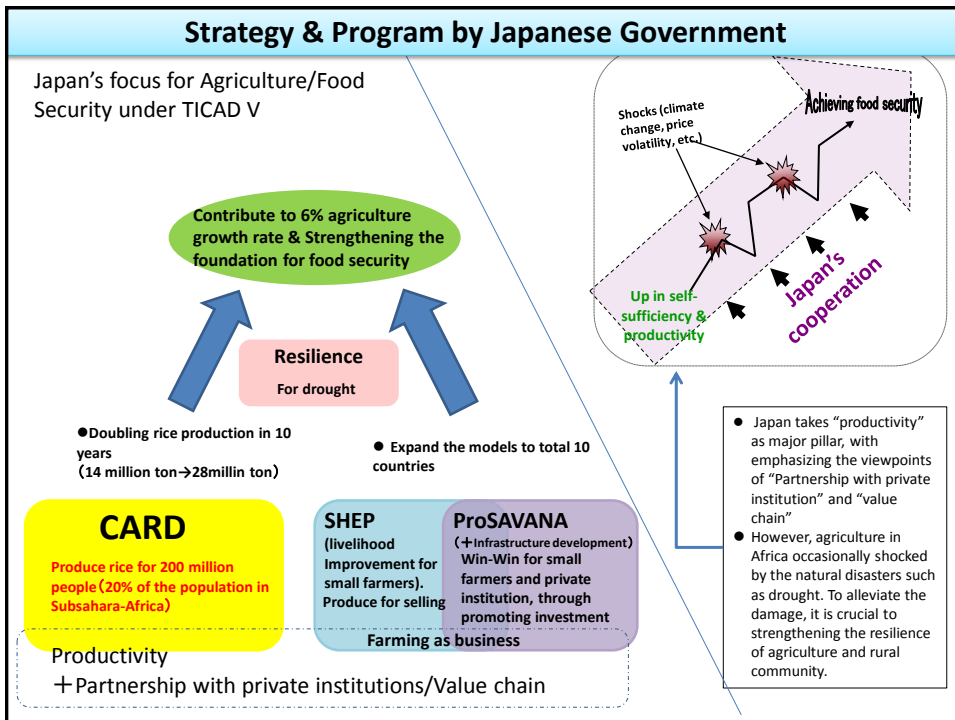 Strategy & Program by Japanese Government
Japan's focus for Agriculture/Food
Security under TICAD V
Contribute to 6% agriculture
growth rate & Strengthening the
foundation for food security
Resilience
For drought
●Doubling rice production in 10
years
(14 million ton→28millin ton)
● Expand the models to total 10
countries
CARD
Produce rice for 200 million
people(20% of the population in
Subsahara-Africa)
SHEP
(livelihood
Improvement for
small farmers).
Produce for selling
ProSAVANA
(+Infrastructure development)
Win-Win for small
farmers and private
institution, through
promoting investment
Farming as business
Productivity
+Partnership with private institutions/Value chain
Achieving food security
Shocks (climate
change, price
volatility, etc.)
Up in self-
sufficiency &
productivity
Japan's
cooperation
● Japan takes “productivity”
as major pillar, with
emphasizing the viewpoints
of “Partnership with private
institution” and “value
chain”
● However, agriculture in
Africa occasionally shocked
by the natural disasters such
as drought. To alleviate the
damage, it is crucial to
strengthening the resilience
of agriculture and rural
community.